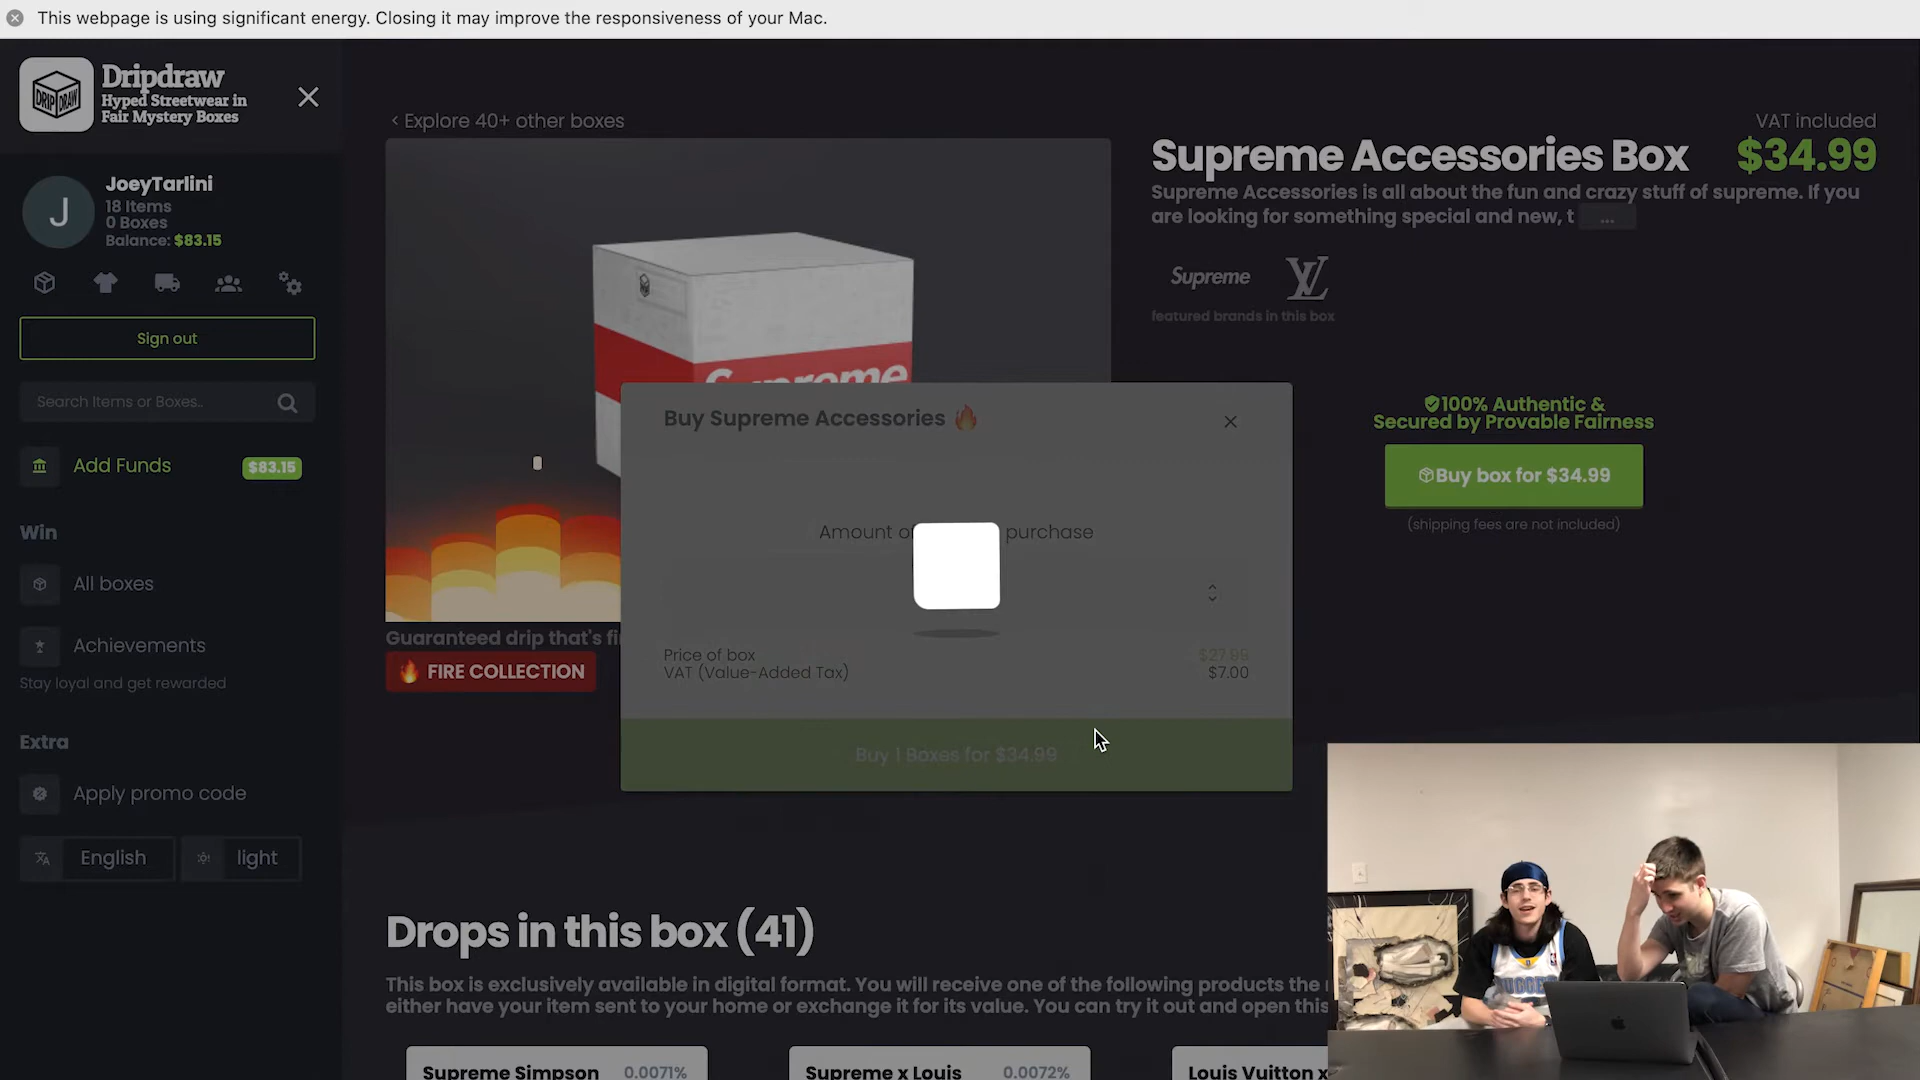 This webpage is using significant energy. Closing it may improve the responsiveness of your Mac.
DRIP DRAW
Dripdraw
Hyped Streetwear in
Fair Mystery Boxes
J
JoeyTarlini
18 Items
0 Boxes
Balance: $83.15
Sign out
Search Items or Boxes..
Add Funds
$83.15
Win
All boxes
Achievements
Stay loyal and get rewarded
Extra
Apply promo code
English
light
< Explore 40+ other boxes
Supreme
Guaranteed drip that's fi
FIRE COLLECTION
VAT included
Supreme Accessories Box
$34.99
Supreme Accessories is all about the fun and crazy stuff of supreme. If you
are looking for something special and new, t ...
Supreme
LV
featured brands in this box
100% Authentic &
Secured by Provable Fairness
Buy box for $34.99
(shipping fees are not included)
Buy Supreme Accessories
Amount o purchase
Price of box $27.99
VAT (Value-Added Tax) $7.00
Buy 1 Boxes for $34.99
Drops in this box (41)
This box is exclusively available in digital format. You will receive one of the following products the
either have your item sent to your home or exchange it for its value. You can try it out and open this
Supreme Simpson 0.0071%
Supreme x Louis 0.0072%
Louis Vuitton x